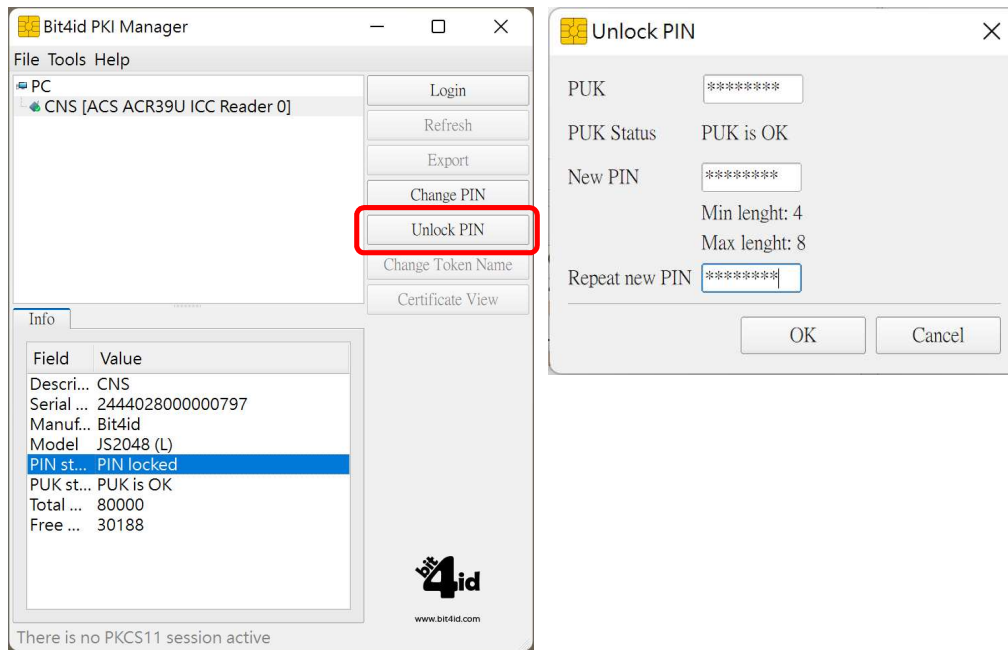 Bit4id PKI Manager
File Tools Help
PC
CNS [ACS ACR39U ICC Reader 0]
Login
Refresh
Export
Change PIN
Unlock PIN
Change Token Name
Certificate View
Info
Field Value
Descri... CNS
Serial ... 2444028000000797
Manuf... Bit4id
Model JS2048 (L)
PIN st... PIN locked
PUK st... PUK is OK
Total ... 80000
Free ... 30188
bit4id
www.bit4id.com
There is no PKCS11 session active
Unlock PIN
PUK ********
PUK Status PUK is OK
New PIN ********
Min lenght: 4
Max lenght: 8
Repeat new PIN ********
OK Cancel